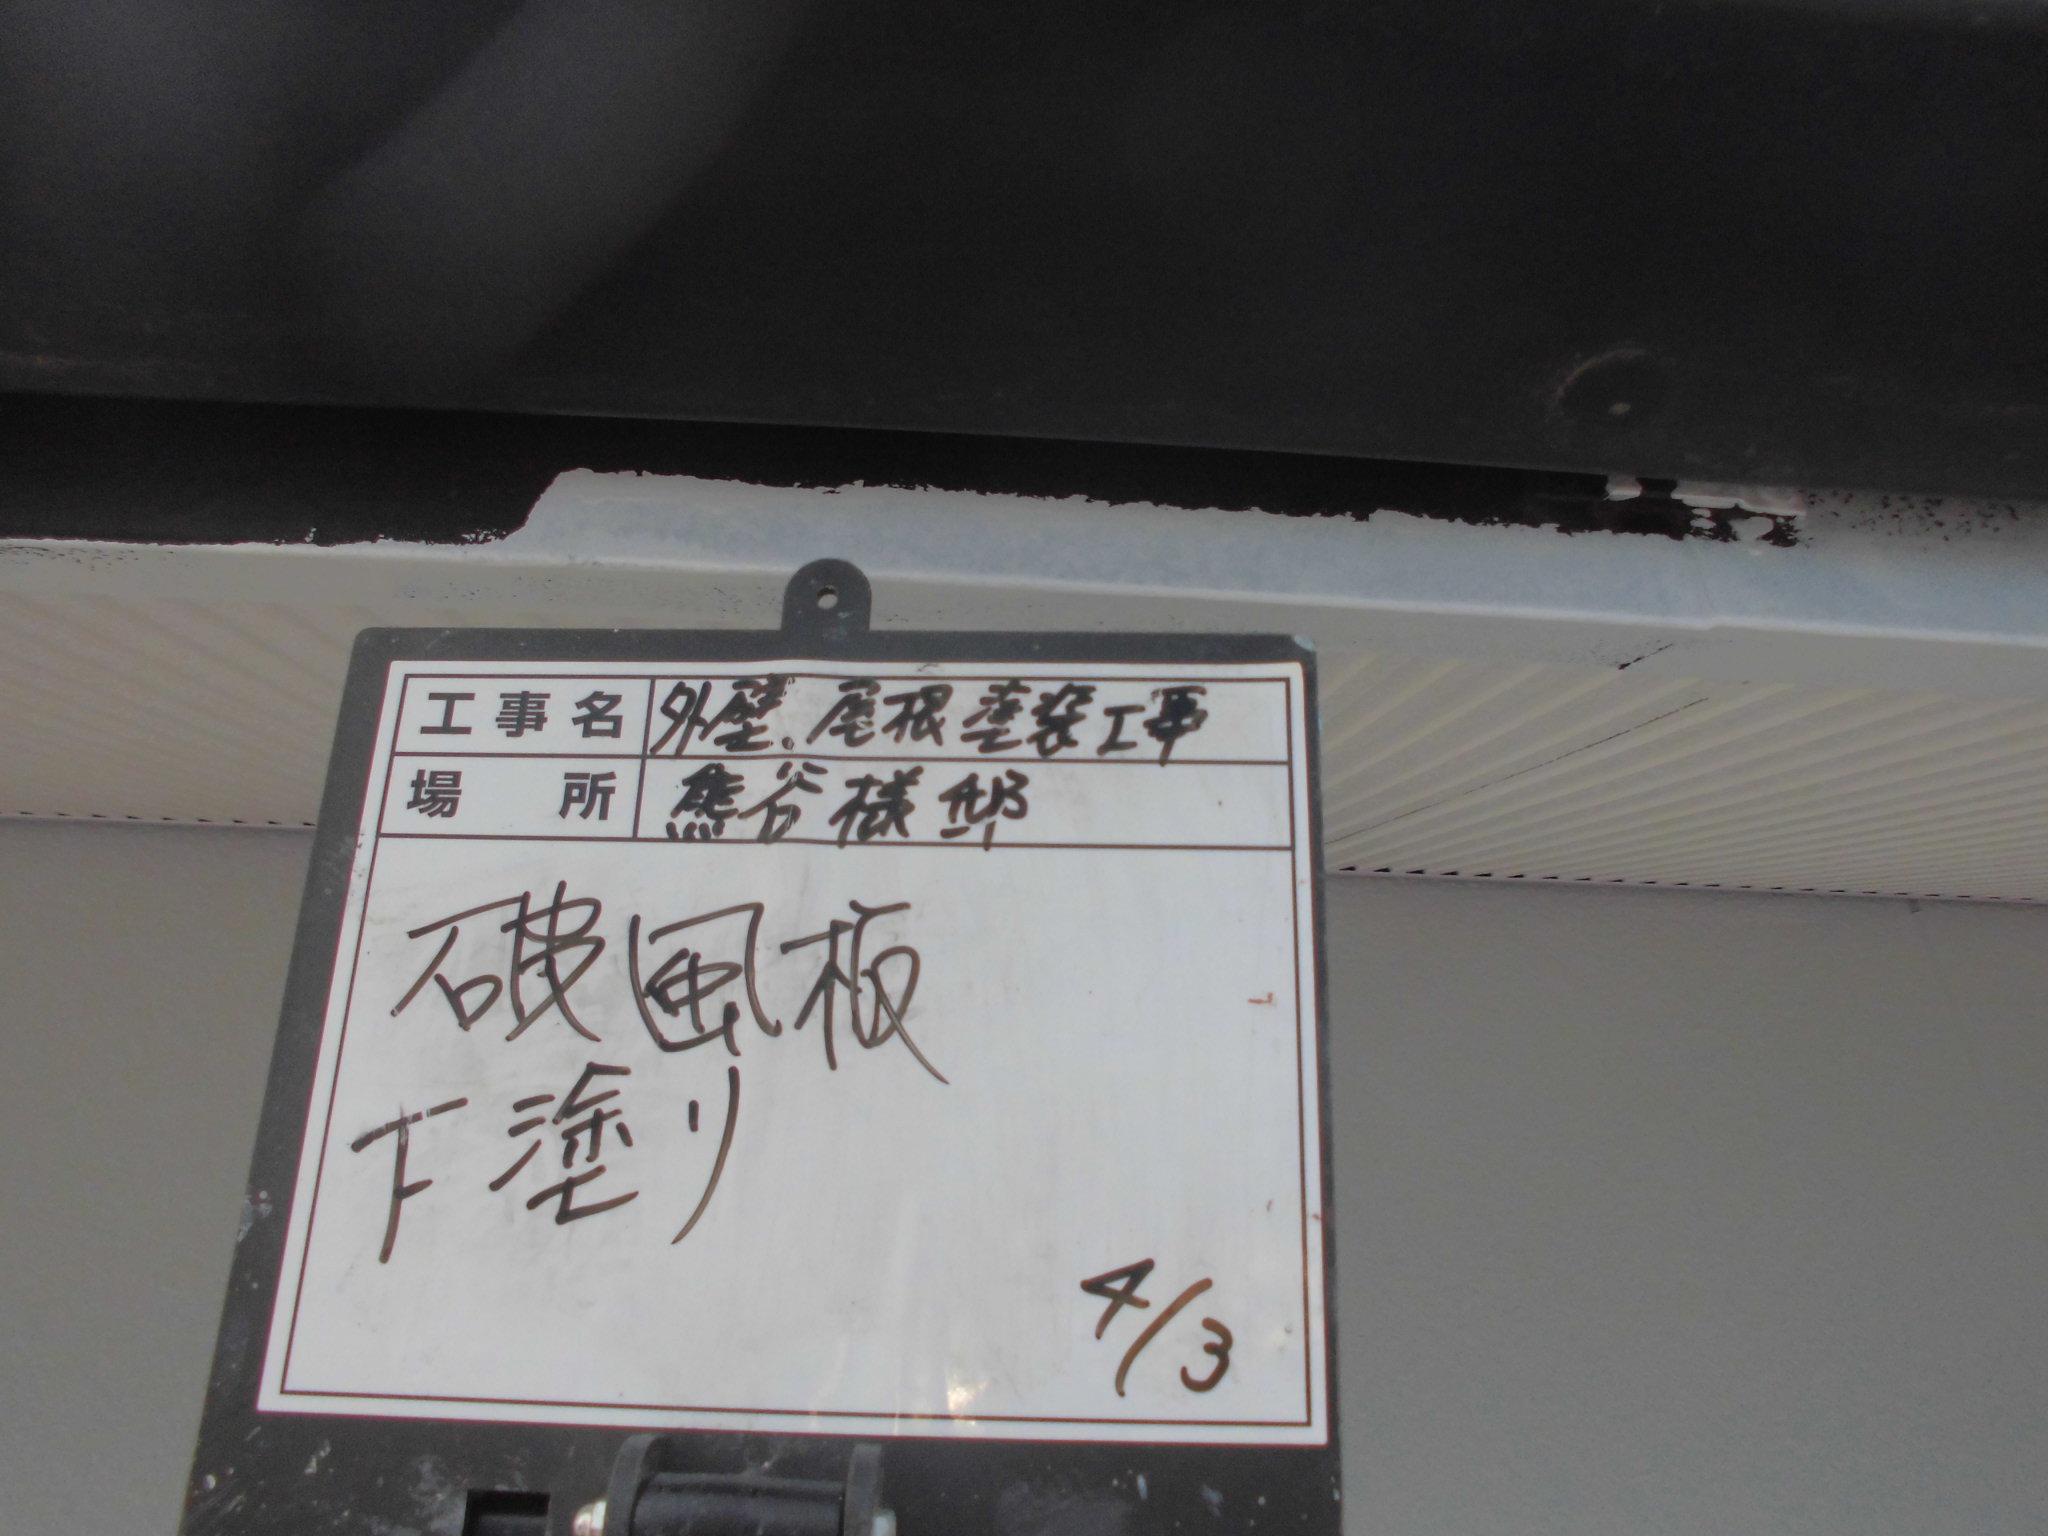 工事名 外壁、屋根塗装工事
場所 熊谷様邸
破風板
下塗り
4/3